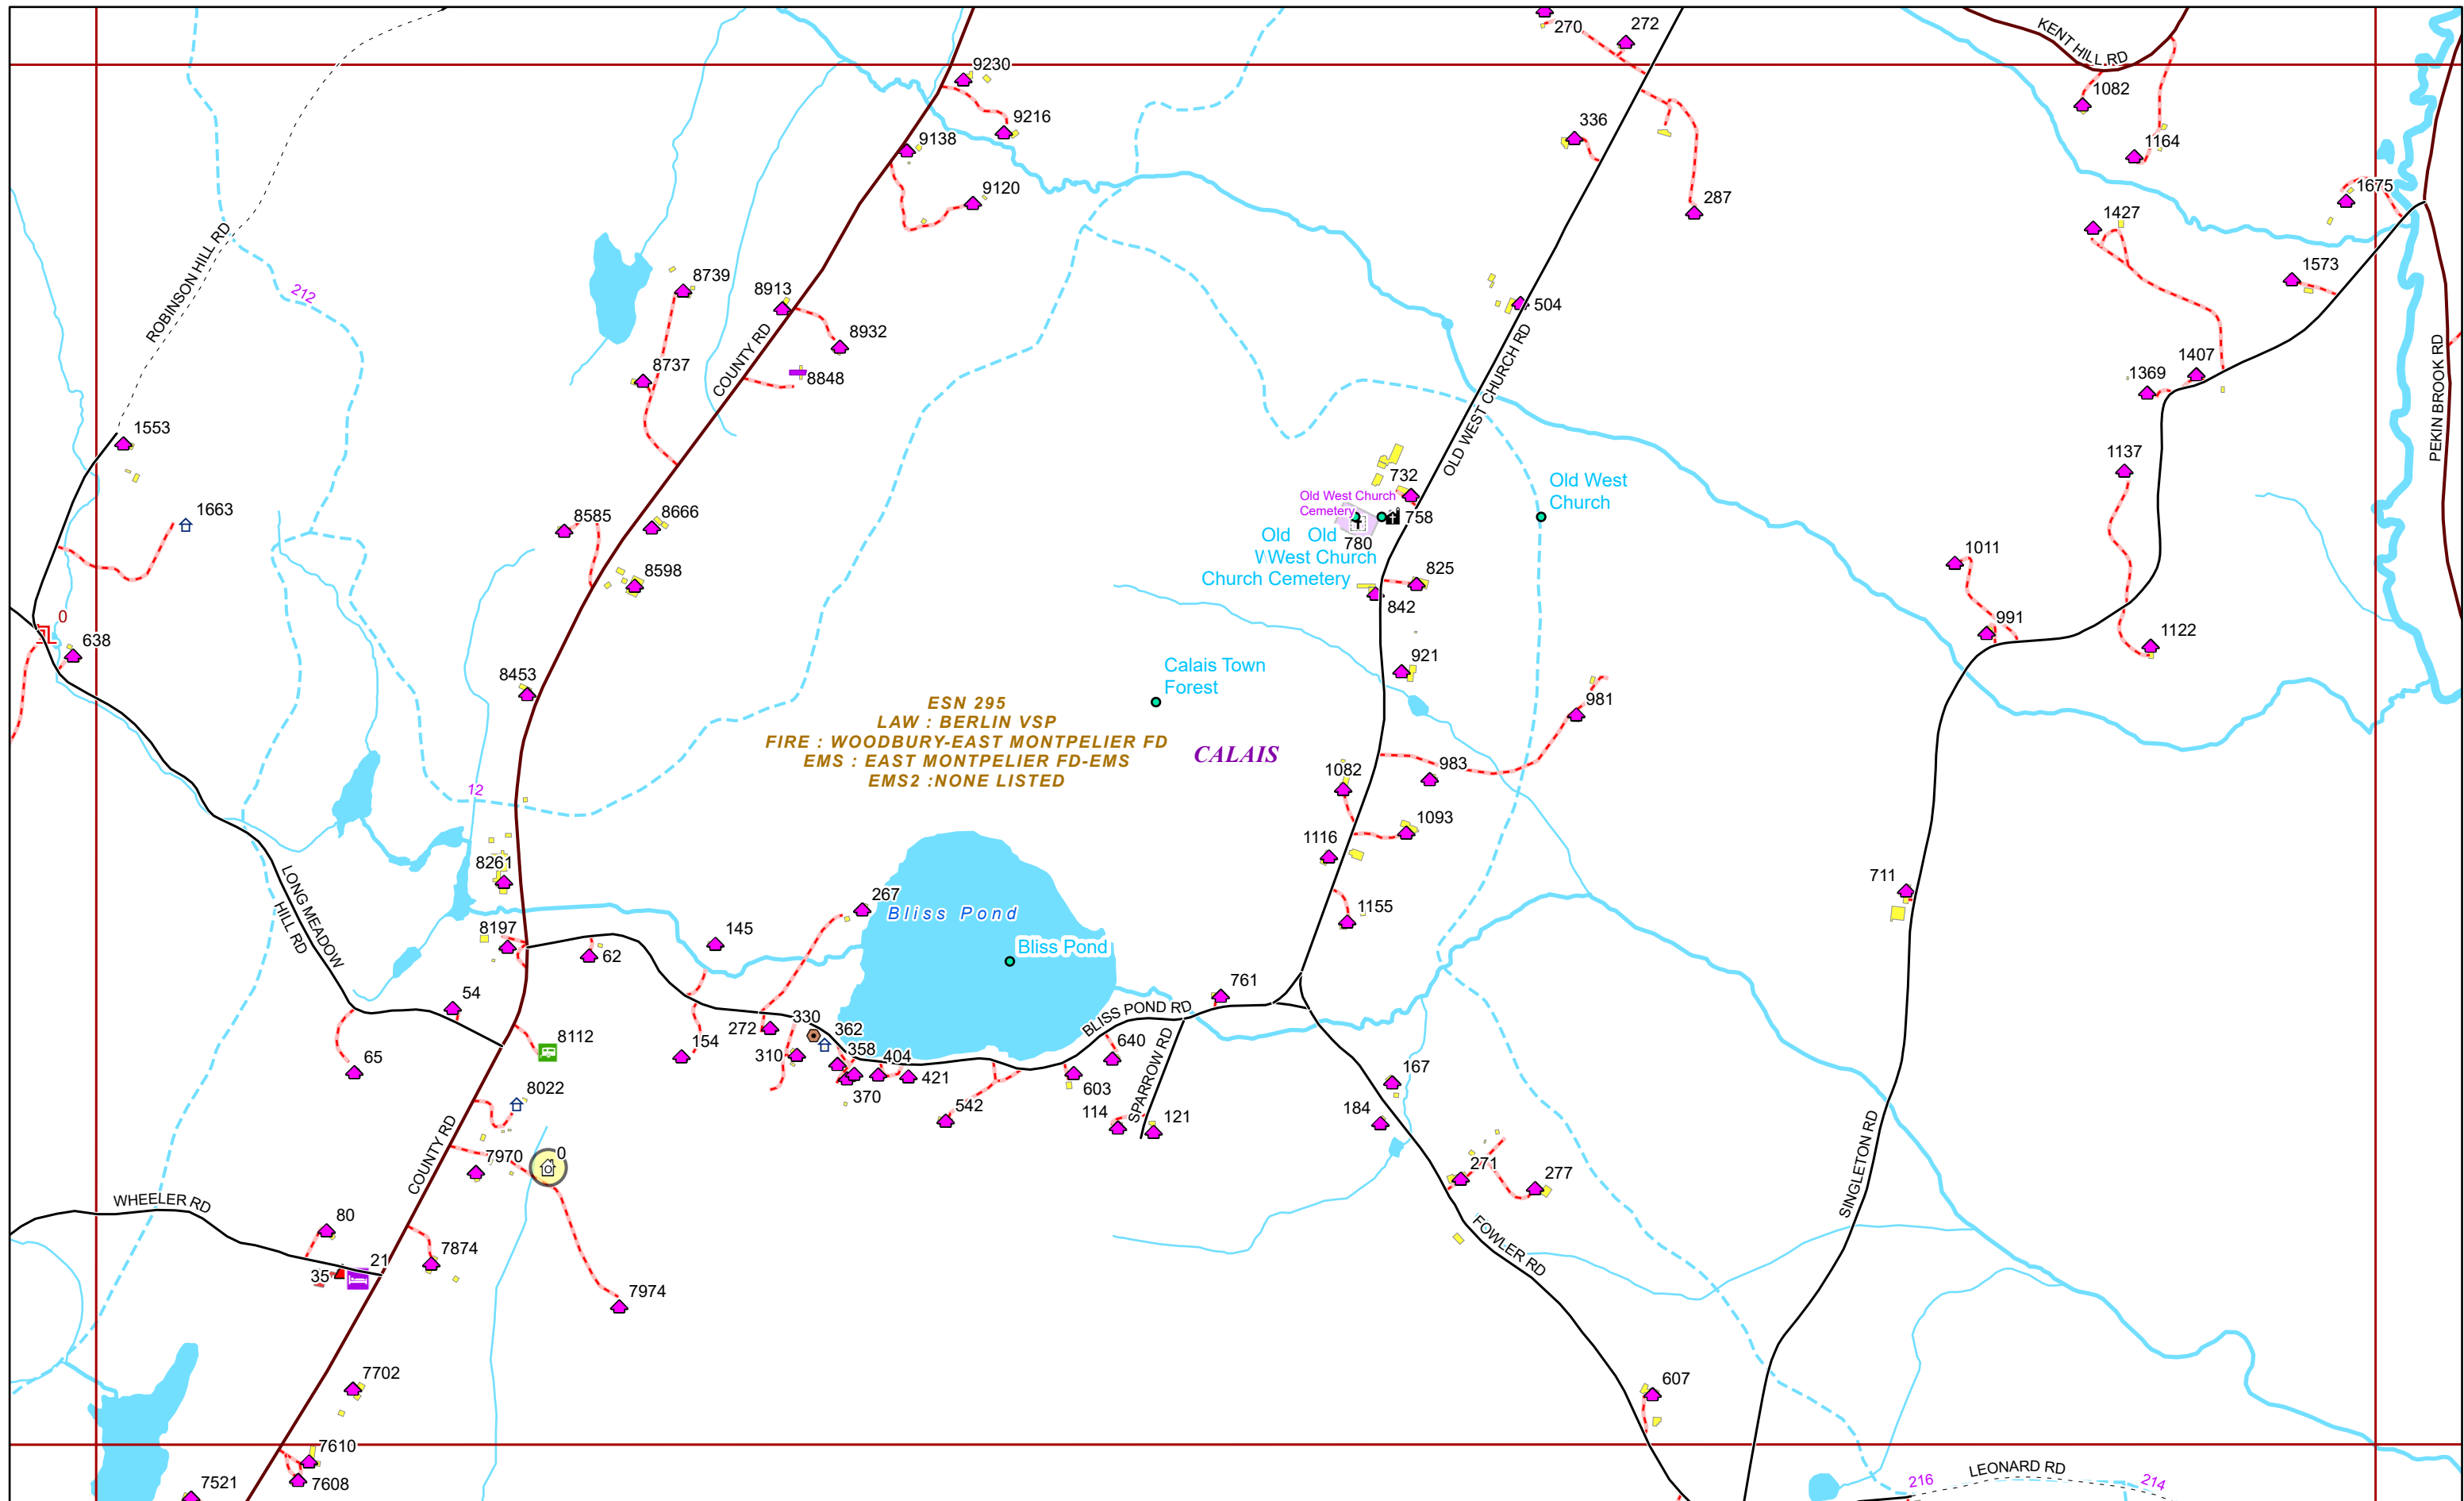 270
272
KENT HILL RD
9230
1082
9216
336
9138
1164
9120
1675
287
1427
ROBINSON HILL RD
212
8739
8913
1573
504
8932
COUNTY RD
8737
8848
OLD WEST CHURCH RD
1407
1369
PEKIN BROOK RD
1553
1137
732
Old West Church
Cemetery
Old West
Church
1663
8585
8666
758
780
Old Old
West Church
Church Cemetery
8598
825
1011
842
0
638
991
1122
8453
921
Calais Town
Forest
981
ESN 295
LAW : BERLIN VSP
FIRE : WOODBURY-EAST MONTPELIER FD
EMS : EAST MONTPELIER FD-EMS
EMS2 :NONE LISTED
CALAIS
983
1082
12
1093
1116
8261
LONG MEADOW
HILL RD
711
267
Bliss Pond
1155
8197
145
Bliss Pond
62
54
761
BLISS POND RD
330
272
362
8112
154
310
358
404
640
65
421
603
SPARROW RD
167
370
8022
542
114
121
184
COUNTY RD
7970
0
271
277
SINGLETON RD
WHEELER RD
80
FOWLER RD
7874
21
35
7974
7702
607
7610
7521
7608
LEONARD RD
216
214